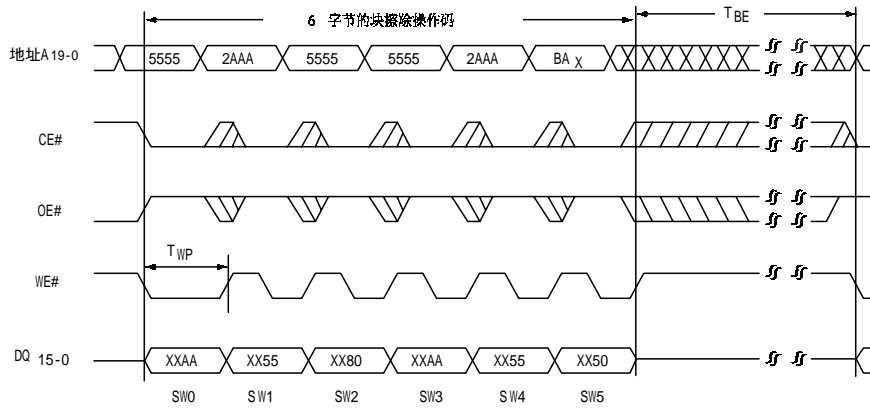 6 字节的块擦除操作码 T BE
地址A19-0 5555 2AAA 5555 5555 2AAA BA X
CE#
OE#
T WP
WE#
DQ 15-0 XXAA XX55 XX80 XXAA XX55 XX50
SW0 SW1 SW2 SW3 SW4 SW5